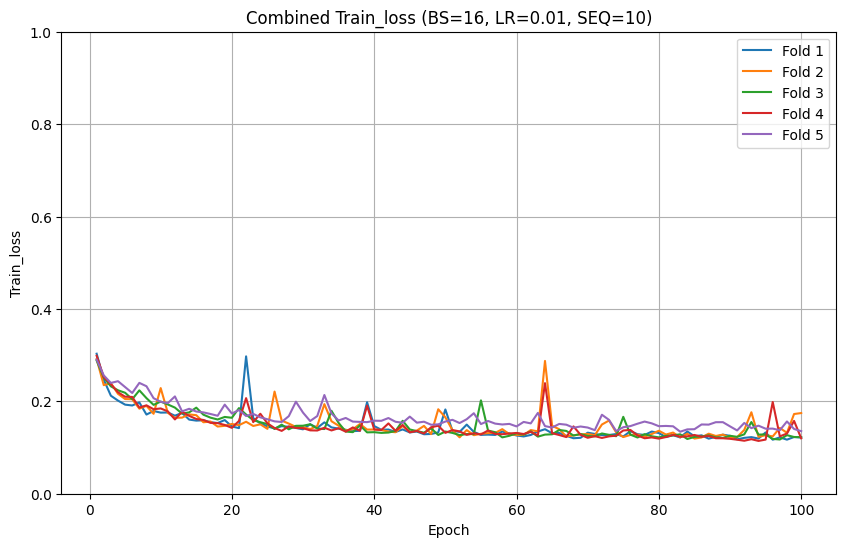 Combined Train_loss (BS=16, LR=0.01, SEQ=10)
1.0
0.8
0.6
0.4
0.2
0.0
Train_loss
0
20
40
60
80
100
Epoch
Fold 1
Fold 2
Fold 3
Fold 4
Fold 5